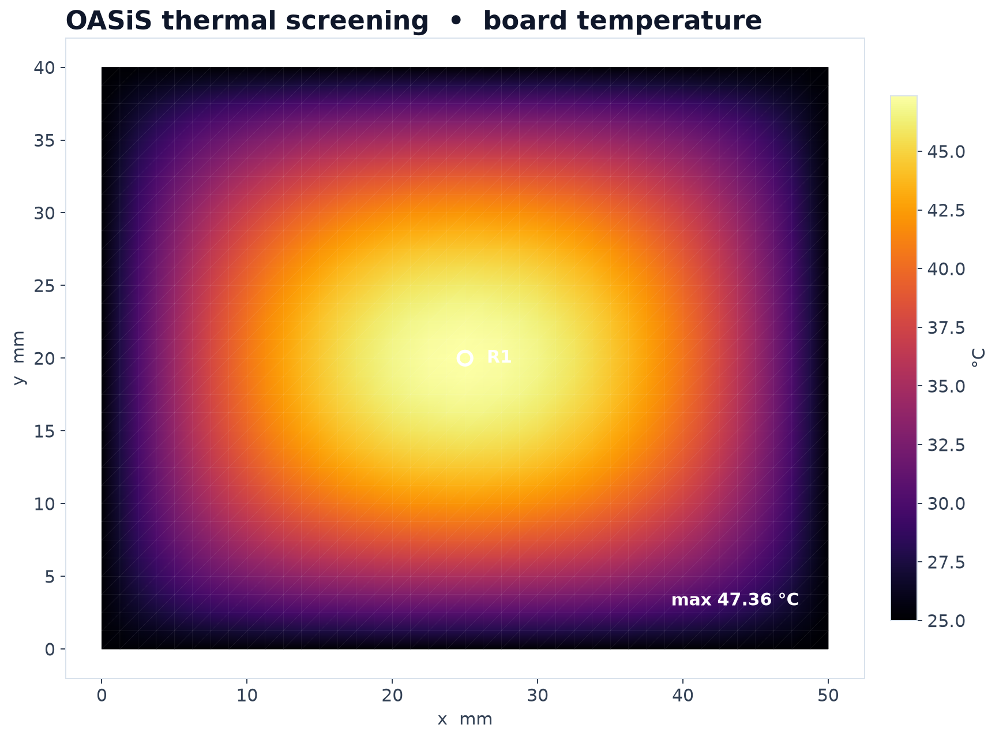 OASiS thermal screening • board temperature
40
35
30
25
20
15
10
5
0
y mm
0 10 20 30 40 50
x mm
R1
max 47.36 °C
45.0
42.5
40.0
37.5
35.0
32.5
30.0
27.5
25.0
°C